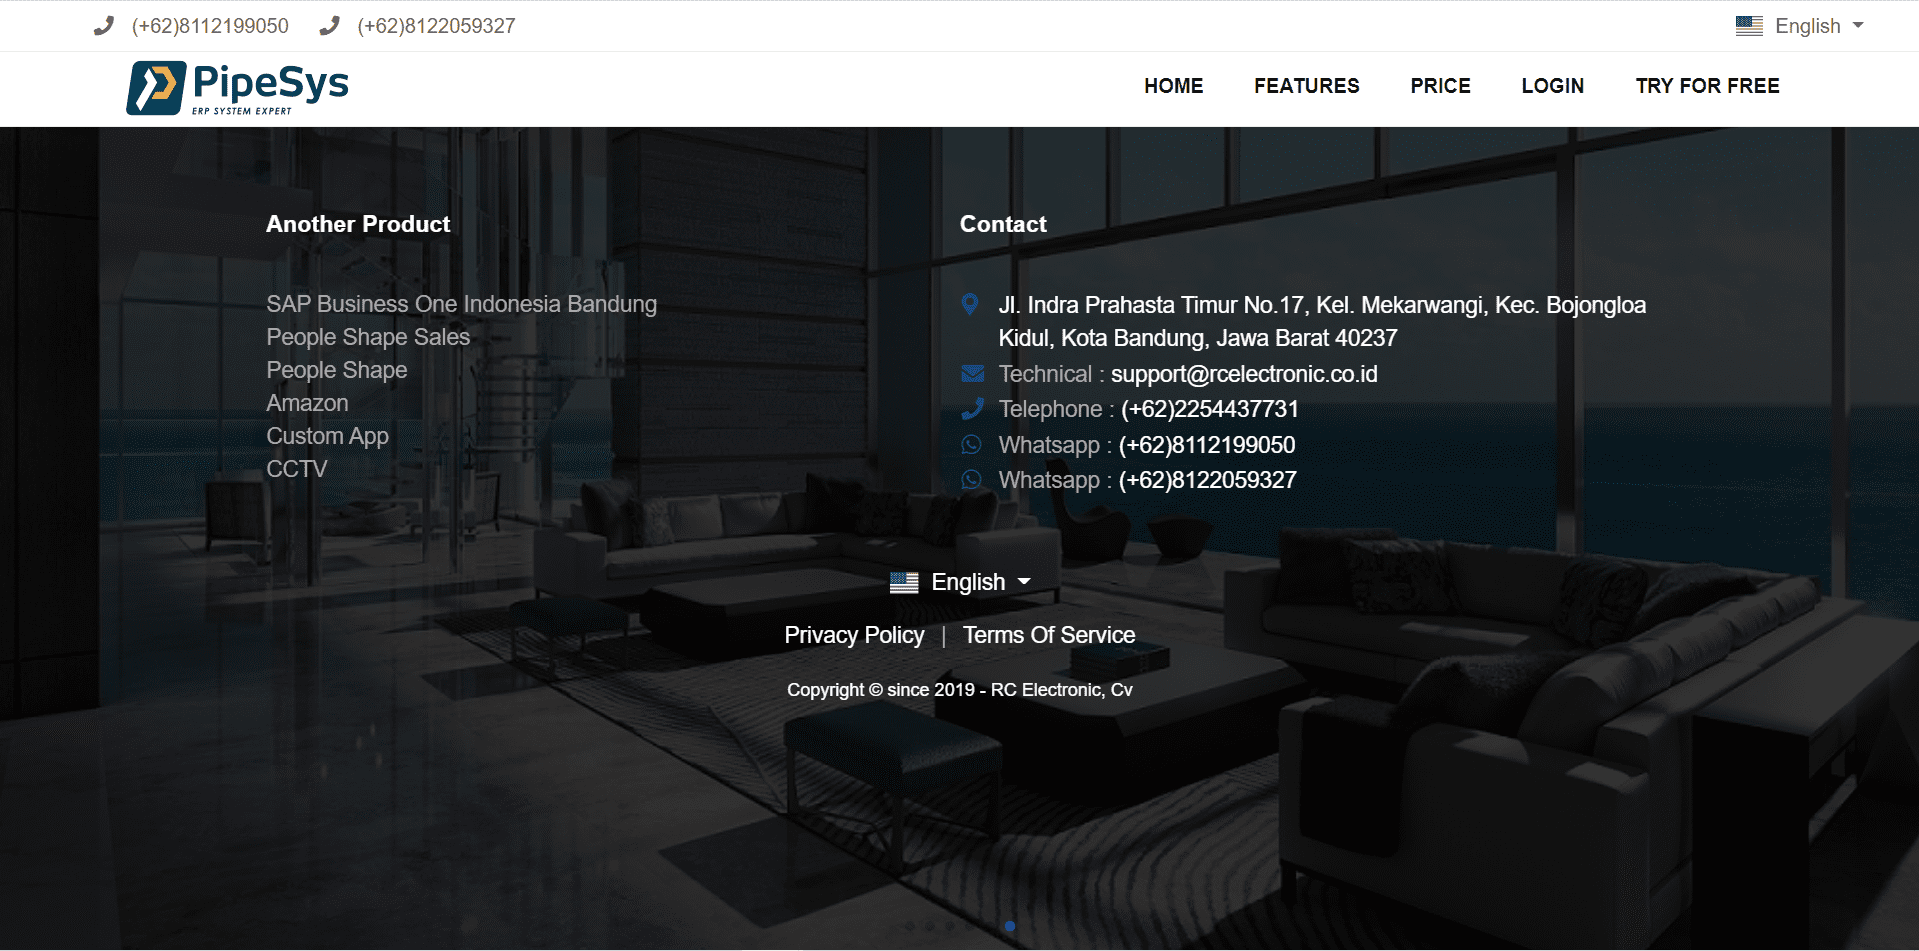 (+62)8112199050 (+62)8122059327 English
PipeSys
ERP SYSTEM EXPERT
HOME FEATURES PRICE LOGIN TRY FOR FREE
Another Product
SAP Business One Indonesia Bandung
People Shape Sales
People Shape
Amazon
Custom App
CCTV
Contact
Jl. Indra Prahasta Timur No.17, Kel. Mekarwangi, Kec. Bojongloa
Kidul, Kota Bandung, Jawa Barat 40237
Technical : support@rcelectronic.co.id
Telephone : (+62)2254437731
Whatsapp : (+62)8112199050
Whatsapp : (+62)8122059327
English
Privacy Policy | Terms Of Service
Copyright © since 2019 - RC Electronic, Cv